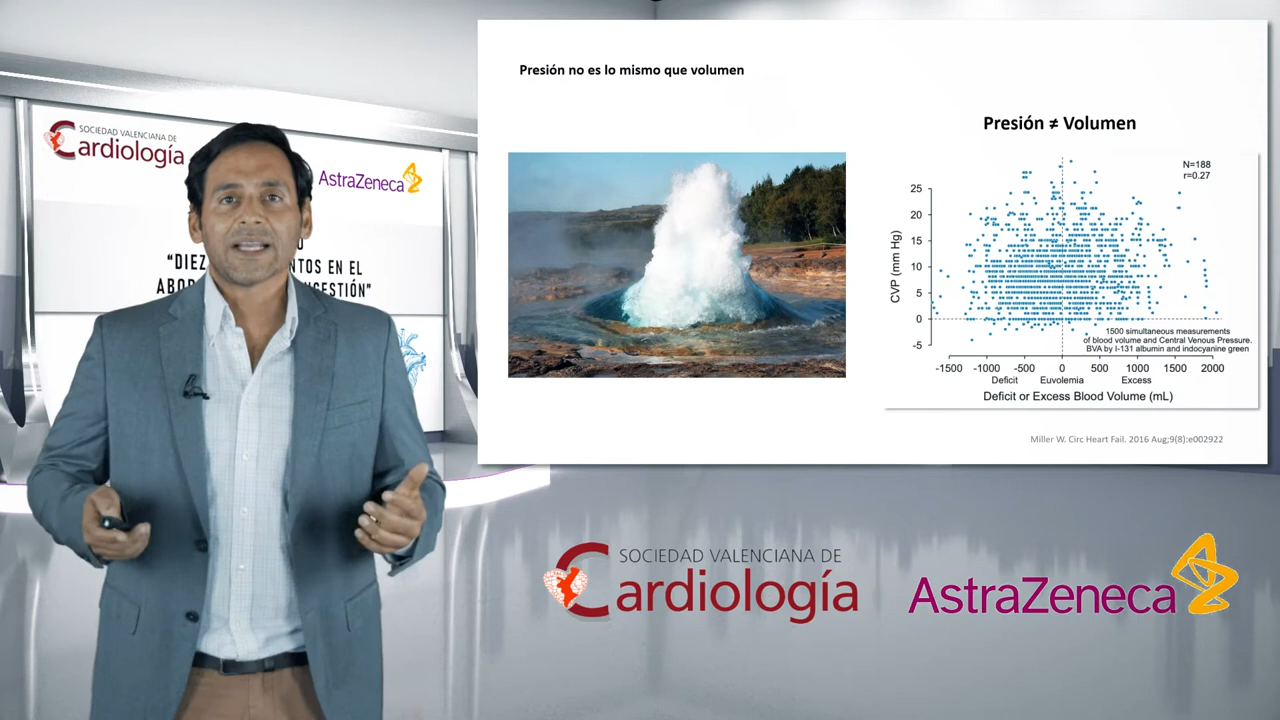 SOCIEDAD VALENCIANA DE
Cardiología
AstraZeneca
"DIEZ
NTOS EN EL
ABOR
GESTIÓN"
Presión no es lo mismo que volumen
Presión ≠ Volumen
N=188
r=0.27
25
20
15
10
5
0
-5
CVP (mm Hg)
1500 simultaneous measurements
of blood volume and Central Venous Pressure.
BVA by I-131 albumin and indocyanine green
-1500 -1000 -500 0 500 1000 1500 2000
Deficit Euvolemia Excess
Deficit or Excess Blood Volume (mL)
Miller W. Circ Heart Fail. 2016 Aug;9(8):e002922
SOCIEDAD VALENCIANA DE
Cardiología
AstraZeneca